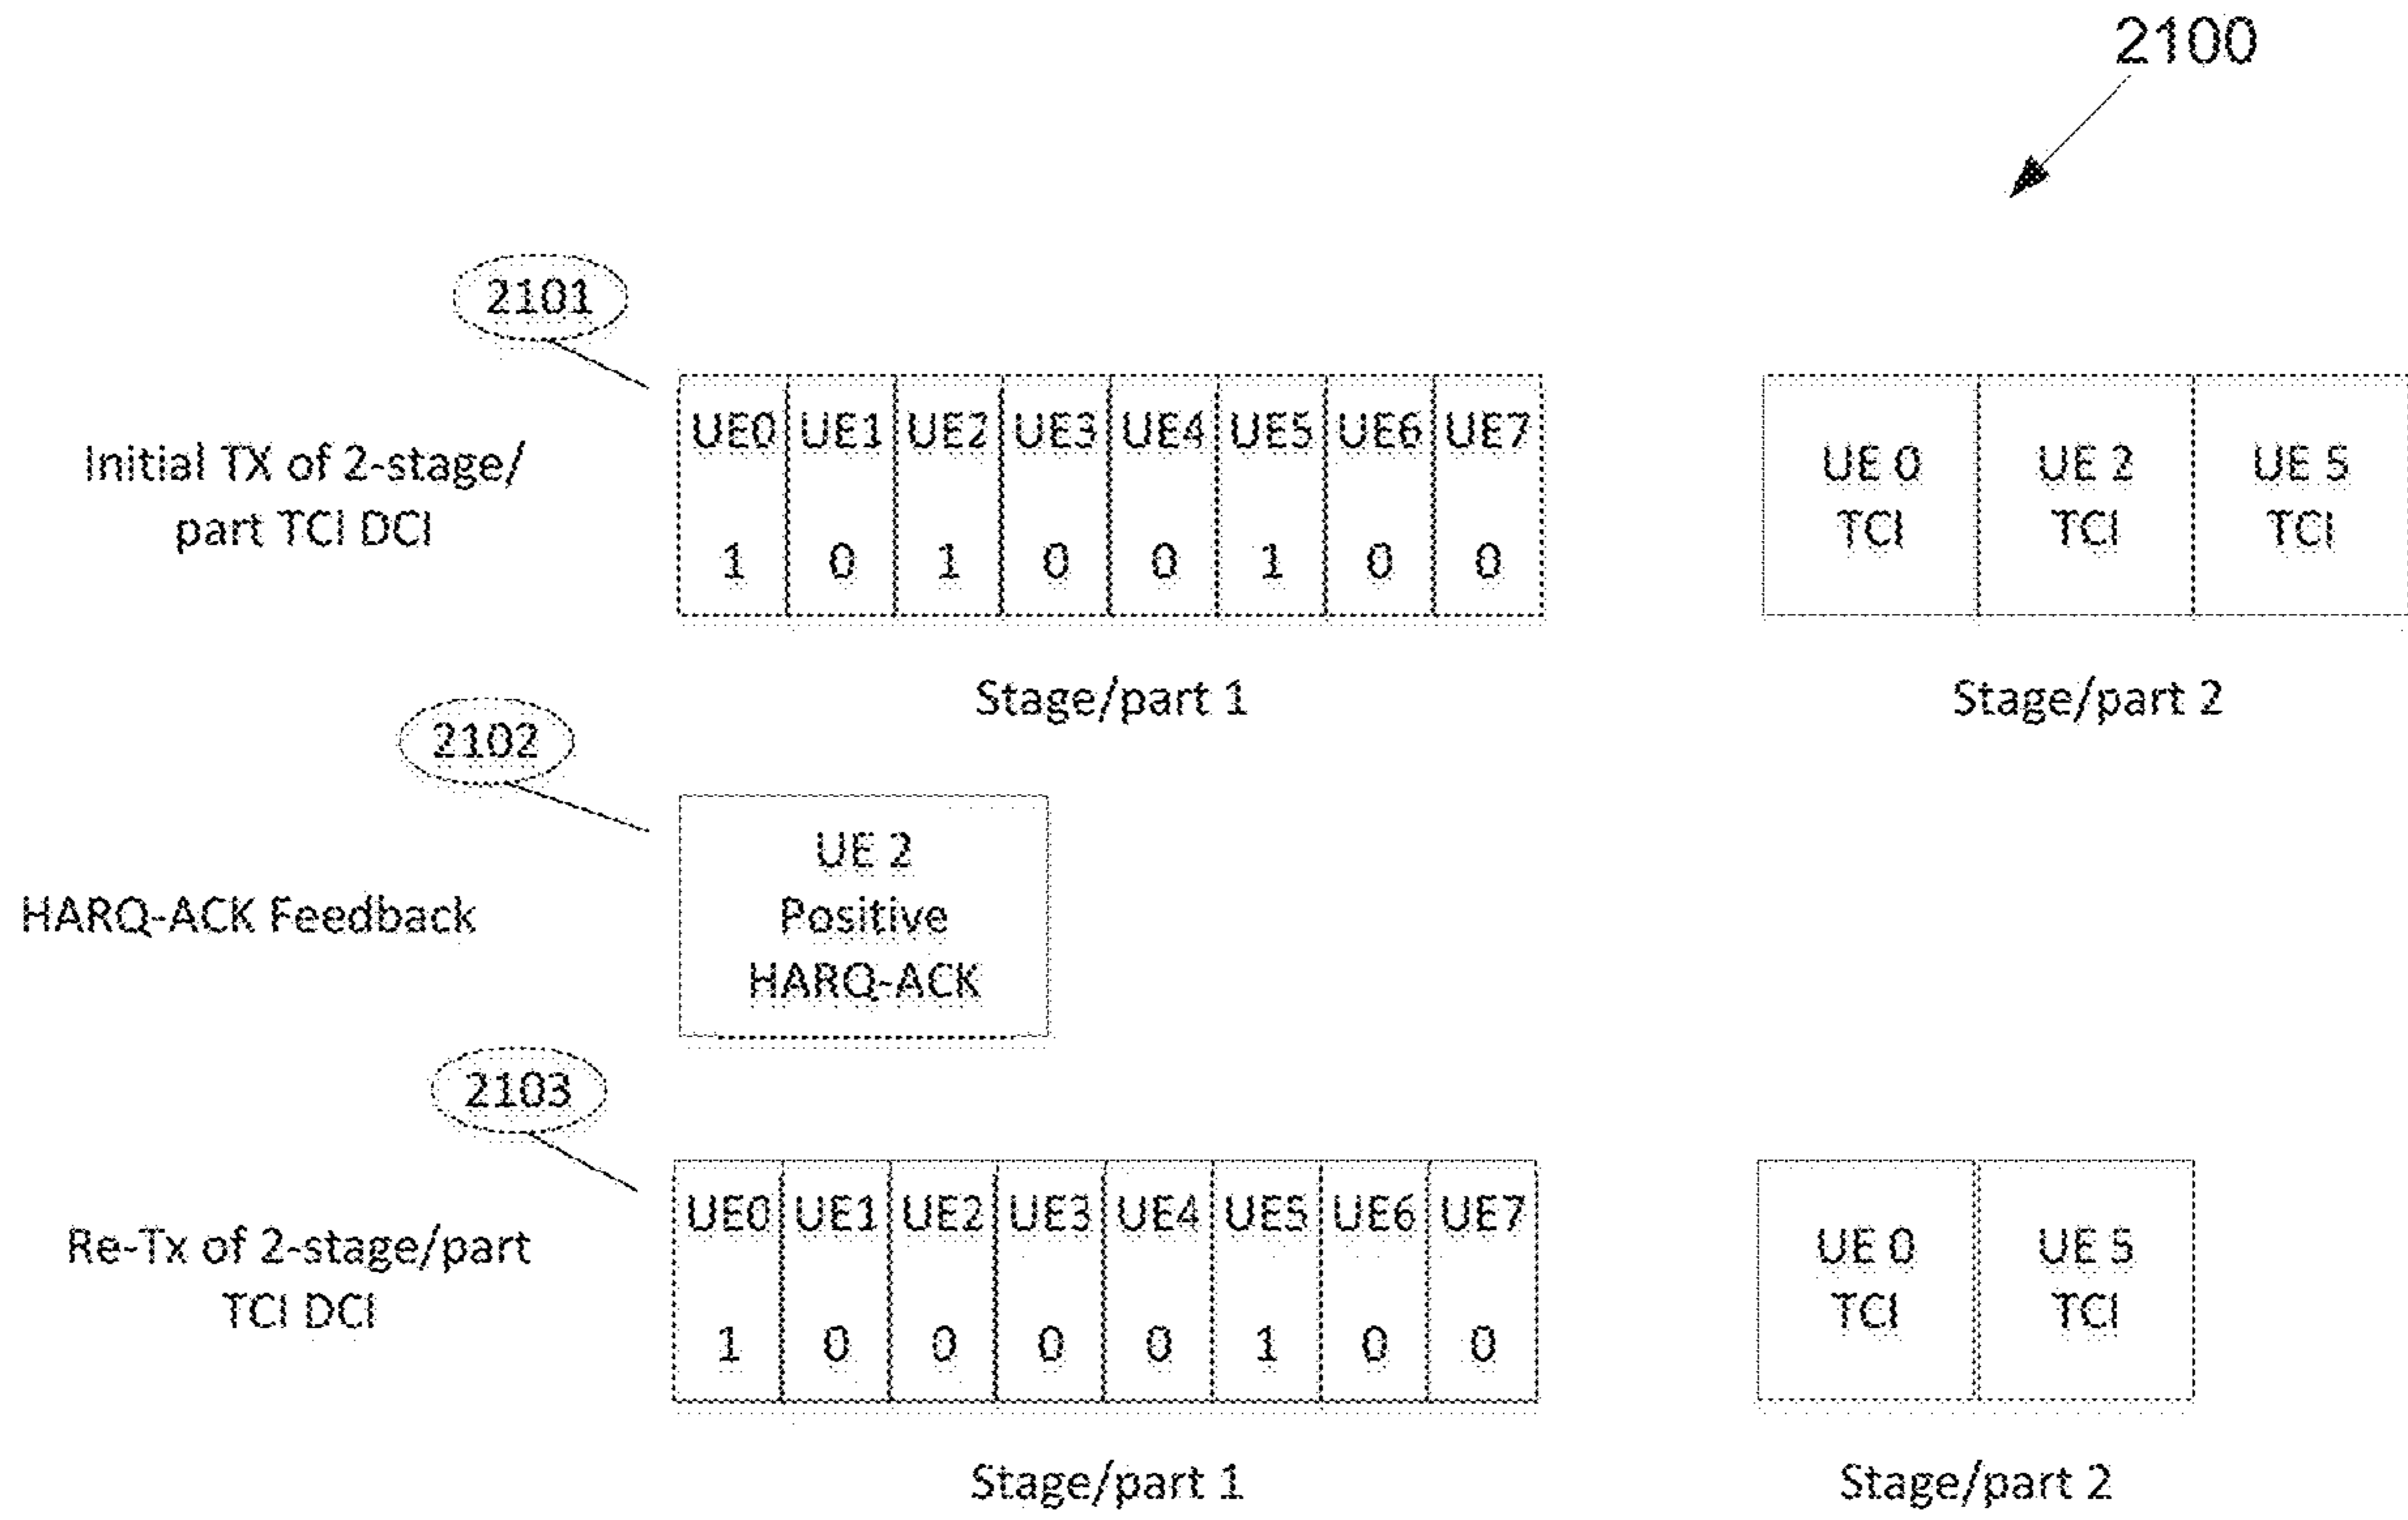 2100
2101
Initial TX of 2-stage/
part TCI DCI
UE0 UE1 UE2 UE3 UE4 UE5 UE6 UE7
1 0 1 0 0 1 0 0
UE 0
TCI
UE 2
TCI
UE 5
TCI
Stage/part 1
Stage/part 2
2102
HARQ-ACK Feedback
UE 2
Positive
HARQ-ACK
2103
Re-Tx of 2-stage/part
TCI DCI
UE0 UE1 UE2 UE3 UE4 UE5 UE6 UE7
1 0 0 0 0 1 0 0
UE 0
TCI
UE 5
TCI
Stage/part 1
Stage/part 2